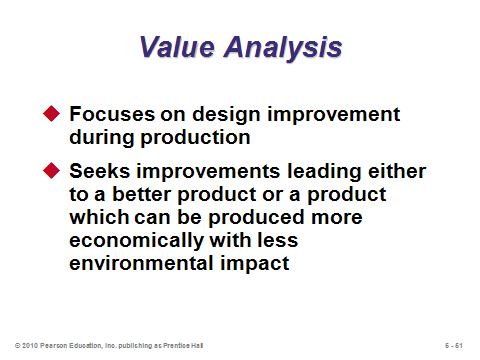 Value Analysis
Focuses on design improvement
during production
Seeks improvements leading either
to a better product or a product
which can be produced more
economically with less
environmental impact
© 2010 Pearson Education, Inc. publishing as Prentice Hall
5 - 51